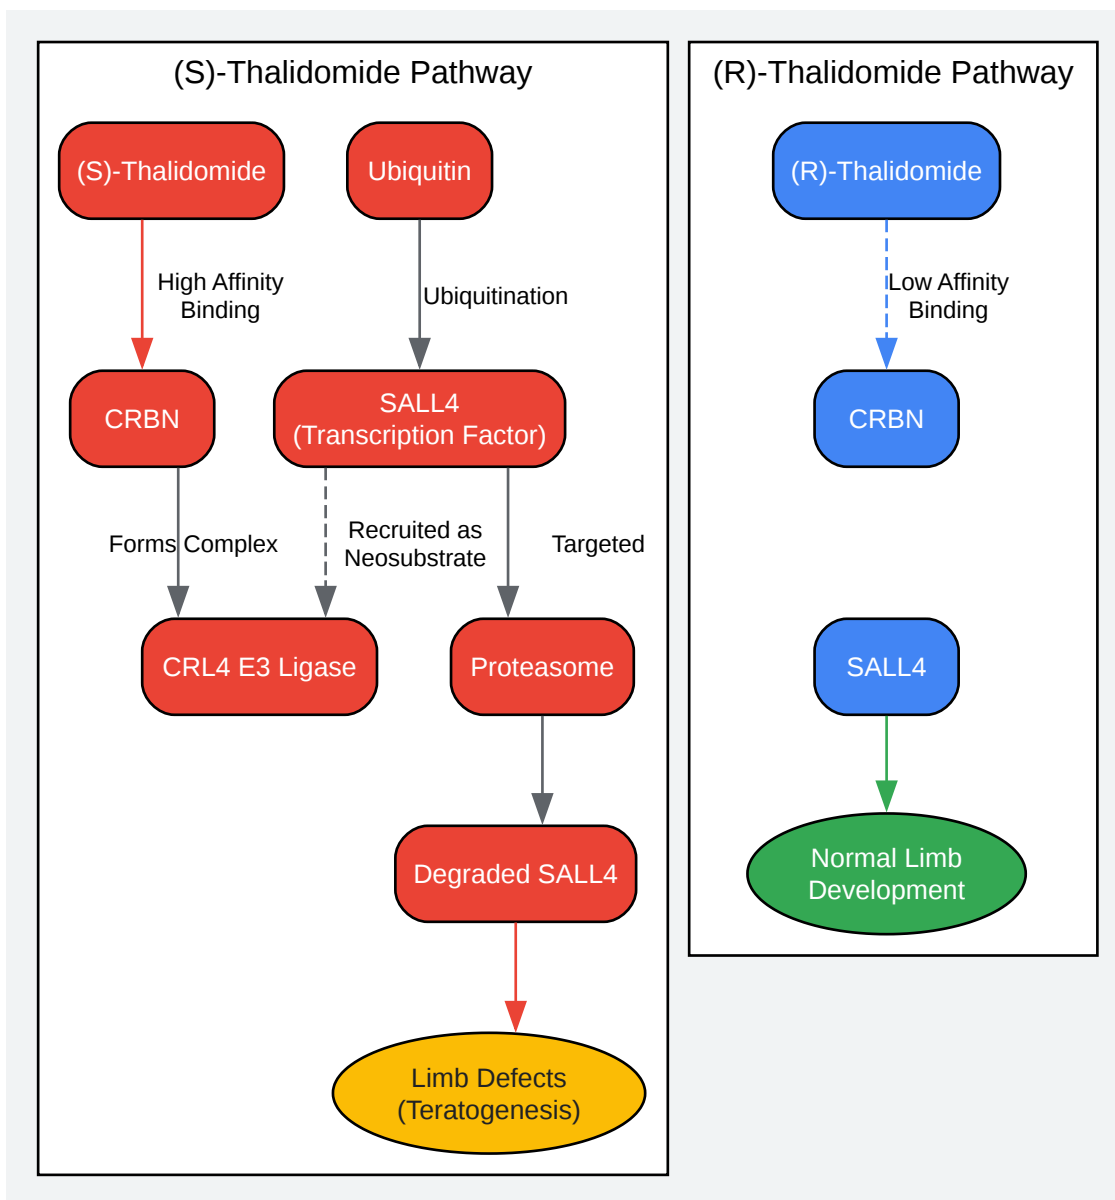 (S)-Thalidomide Pathway
(S)-Thalidomide
Ubiquitin
High Affinity
Binding
Ubiquitination
CRBN
SALL4
(Transcription Factor)
Forms Complex
Recruited as
Neosubstrate
Targeted
CRL4 E3 Ligase
Proteasome
Degraded SALL4
Limb Defects
(Teratogenesis)
(R)-Thalidomide Pathway
(R)-Thalidomide
Low Affinity
Binding
CRBN
SALL4
Normal Limb
Development